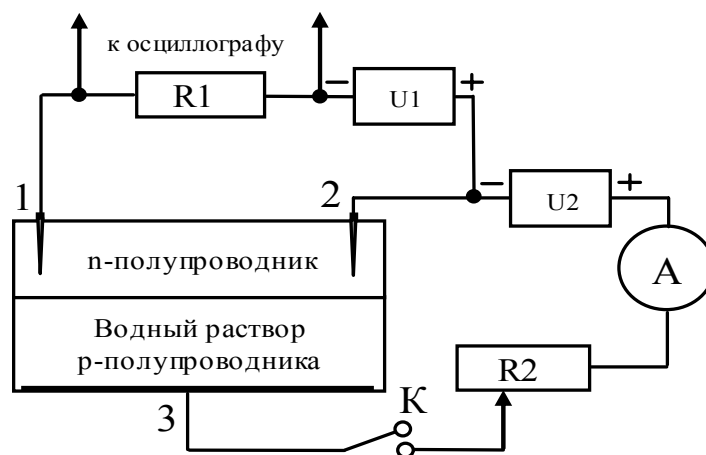 к осциллографу
R1
−
U1
+
1
2
−
U2
+
n-полупроводник
А
Водный раствор
p-полупроводника
R2
3
К